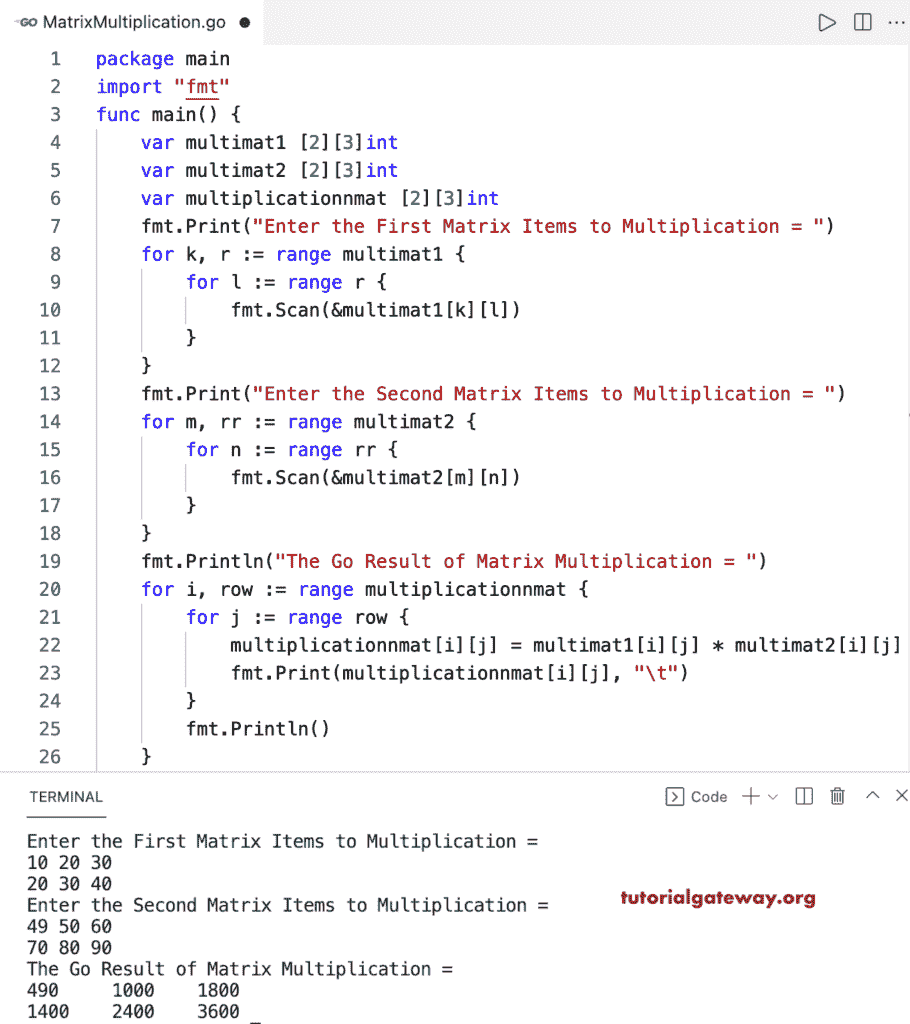 GO MatrixMultiplication.go ●
1 package main
2 import "fmt"
3 func main() {
4 var multimat1 [2][3]int
5 var multimat2 [2][3]int
6 var multiplicationnmat [2][3]int
7 fmt.Print("Enter the First Matrix Items to Multiplication = ")
8 for k, r := range multimat1 {
9 for l := range r {
10 fmt.Scan(&multimat1[k][l])
11 }
12 }
13 fmt.Print("Enter the Second Matrix Items to Multiplication = ")
14 for m, rr := range multimat2 {
15 for n := range rr {
16 fmt.Scan(&multimat2[m][n])
17 }
18 }
19 fmt.Println("The Go Result of Matrix Multiplication = ")
20 for i, row := range multiplicationnmat {
21 for j := range row {
22 multiplicationnmat[i][j] = multimat1[i][j] * multimat2[i][j]
23 fmt.Print(multiplicationnmat[i][j], "\t")
24 }
25 fmt.Println()
26 }
TERMINAL Code
Enter the First Matrix Items to Multiplication =
10 20 30
20 30 40
tutorialgateway.org
Enter the Second Matrix Items to Multiplication =
49 50 60
70 80 90
The Go Result of Matrix Multiplication =
490 1000 1800
1400 2400 3600